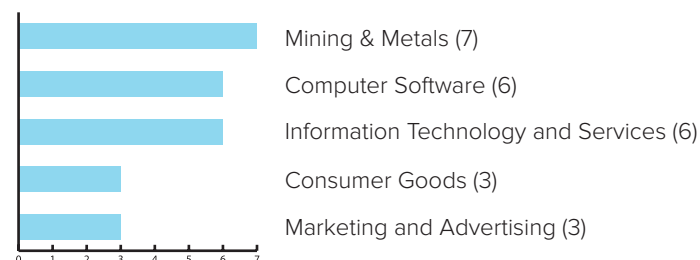 Mining & Metals (7)
Computer Software (6)
Information Technology and Services (6)
Consumer Goods (3)
Marketing and Advertising (3)
0 1 2 3 4 5 6 7